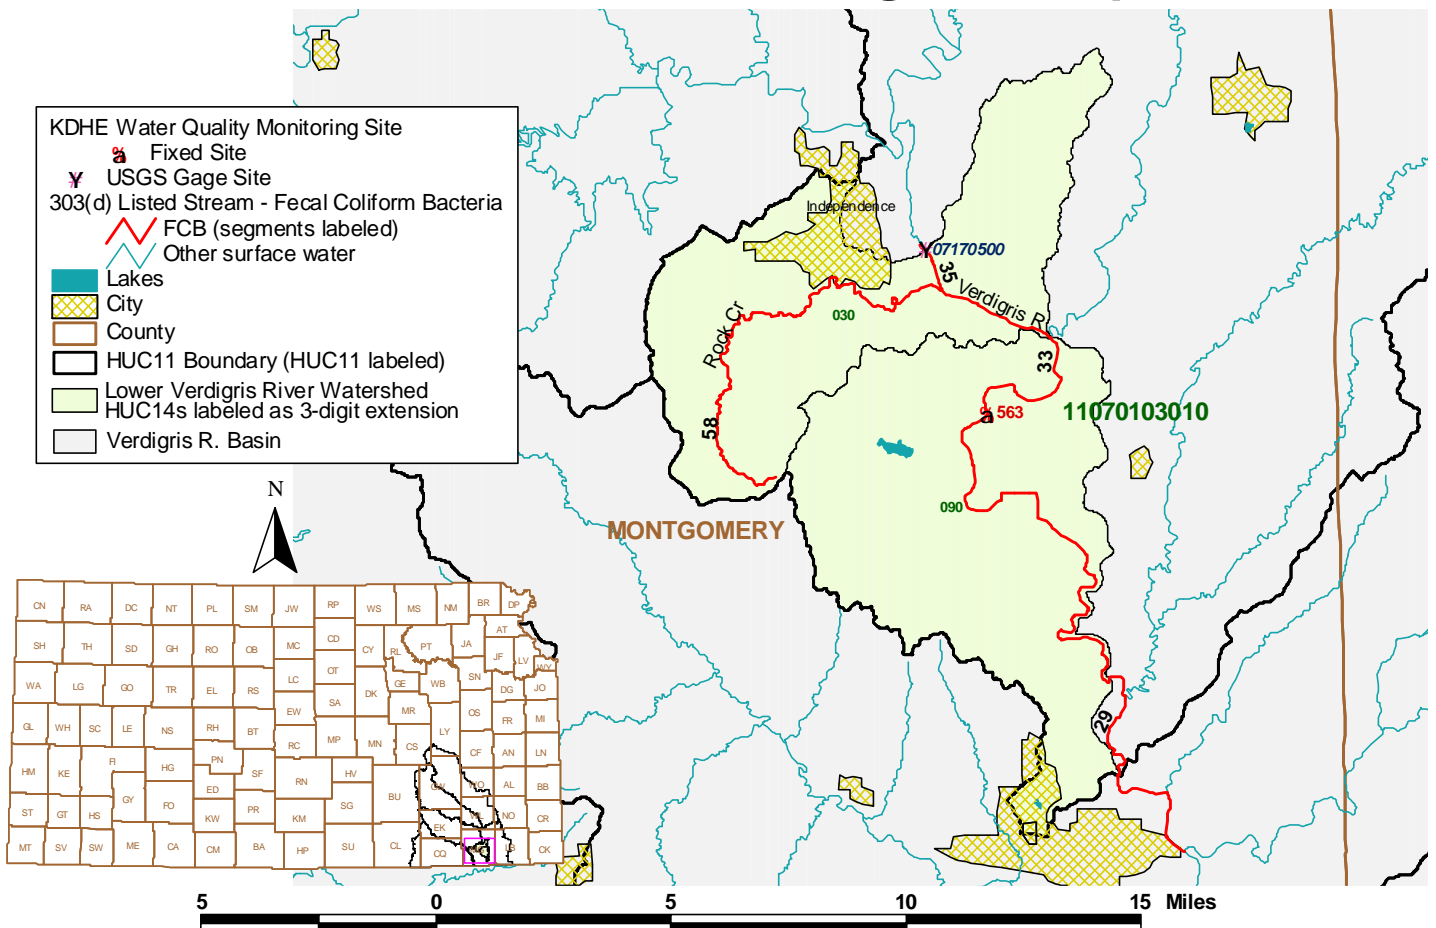 KDHE Water Quality Monitoring Site
Fixed Site
USGS Gage Site
303(d) Listed Stream - Fecal Coliform Bacteria
FCB (segments labeled)
Other surface water
Lakes
City
County
HUC11 Boundary (HUC11 labeled)
Lower Verdigris River Watershed
HUC14s labeled as 3-digit extension
Verdigris R. Basin
Independence
07170500
35
Verdigris R.
030
Rock Cr
33
563
11070103010
58
090
MONTGOMERY
29
N
CN RA DC NT PL SM JW RP WS MS NM BR DP
SH TH SD GH RO OB MC CD CY RL PT JA AT
JF LV WY
WA LG GO TR EL RS LC OT SA DK GE WB SN DG JO
GL WH SC LE NS RH BT EW RC MP MN MR CS LY OS FR MI
HM KE FI HG PN SF RN HV CF AN LN
ST GT HS GY FO ED KW PR KM SG BU EK NO AL BB CR
MT SV SW ME CA CM BA HP SU CL CQ CK
5 0 5 10 15 Miles